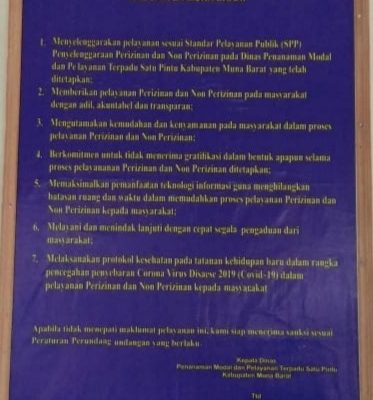 1. Menyelenggarakan pelayanan sesuai Standar Pelayanan Publik (SPP)
Penyelenggaraan Perizinan dan Non Perizinan pada Dinas Penanaman Modal
dan Pelayanan Terpadu Satu Pintu Kabupaten Muna Barat yang telah
ditetapkan;
2. Memberikan pelayanan Perizinan dan Non Perizinan pada masyarakat
dengan adil, akuntabel dan transparan;
3. Mengutamakan kemudahan dan kenyamanan pada masyarakat dalam proses
pelayanan Perizinan dan Non Perizinan;
4. Berkomitmen untuk tidak menerima gratifikasi dalam bentuk apapun selama
proses pelayananan Perizinan dan Non Perizinan ditetapkan;
5. Memaksimalkan pemanfaatan teknologi informasi guna menghilangkan
batasan ruang dan waktu dalam memudahkan proses pelayanan Perizinan dan
Non Perizinan kepada masyarakat;
6. Melayani dan menindak lanjuti dengan cepat segala pengaduan dari
masyarakat;
7. Melaksanakan protokol kesehatan pada tatanan kehidupan baru dalam rangka
pencegahan penyebaran Corona Virus Disaese 2019 (Covid-19) dalam
pelayanan Perizinan dan Non Perizinan kepada masyarakat
Apabila tidak menepati maklumat pelayanan ini, kami siap menerima sanksi sesuai
Peraturan Perundang undangan yang berlaku.
Kepala Dinas
Penanaman Modal dan Pelayanan Terpadu Satu Pintu
Kabupaten Muna Barat
Ttd